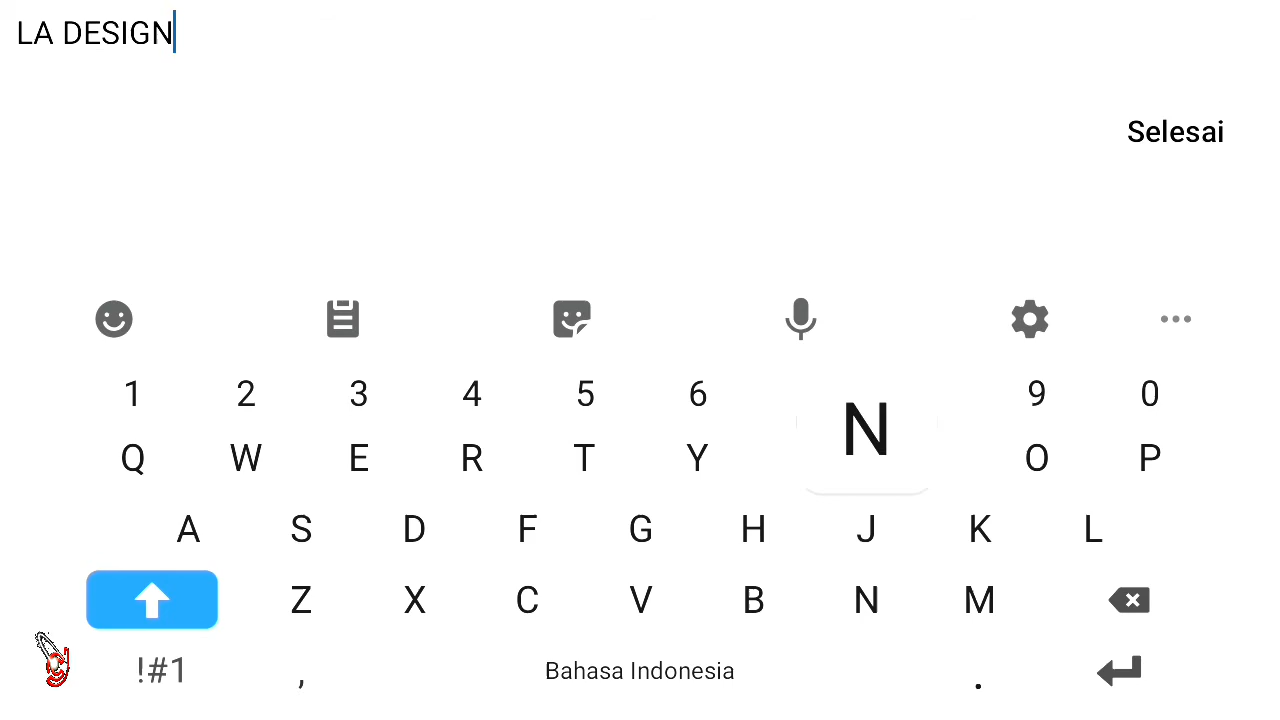 LA DESIGN
Selesai
1 2 3 4 5 6 9 0
Q W E R T Y N O P
A S D F G H J K L
Z X C V B N M
!#1 , Bahasa Indonesia .